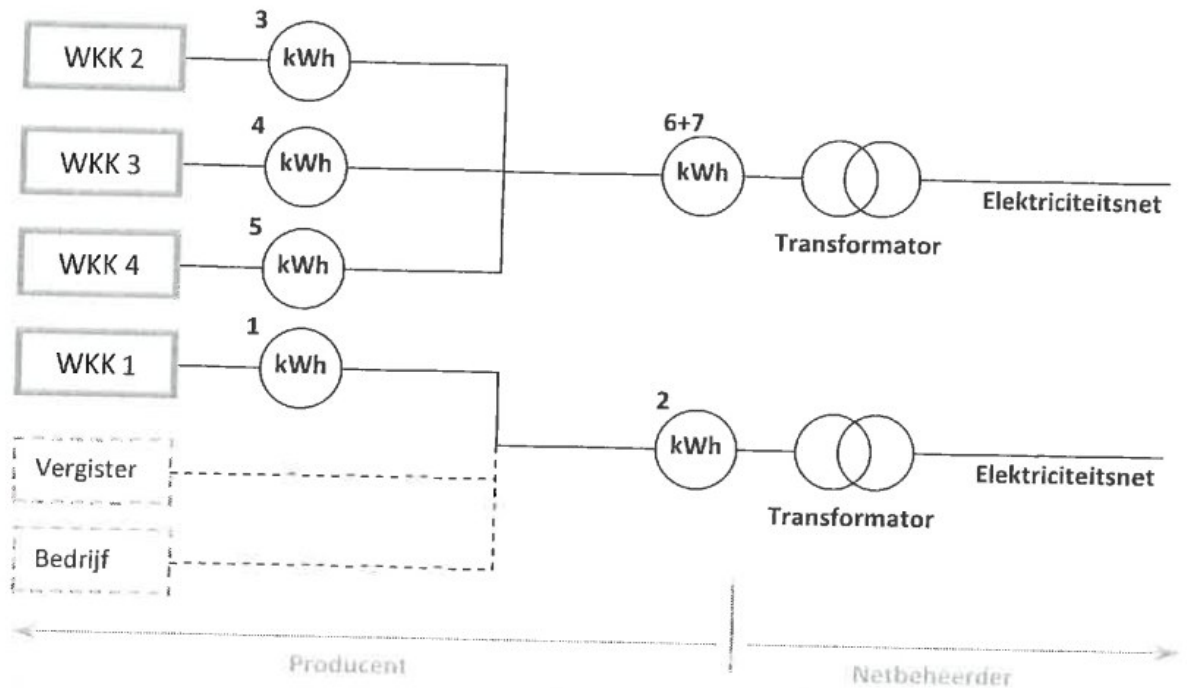 3
WKK 2
kWh
4
WKK 3
kWh
6+7
kWh
Elektriciteitsnet
Transformator
5
WKK 4
kWh
1
WKK 1
kWh
2
kWh
Elektriciteitsnet
Transformator
Vergister
Bedrijf
Producent
Netbeheerder